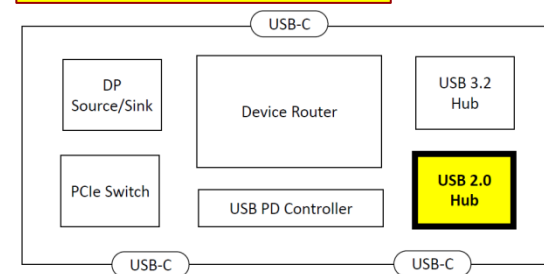 USB-C
DP
Source/Sink
Device Router
USB 3.2
Hub
PCIe Switch
USB PD Controller
USB 2.0
Hub
USB-C
USB-C